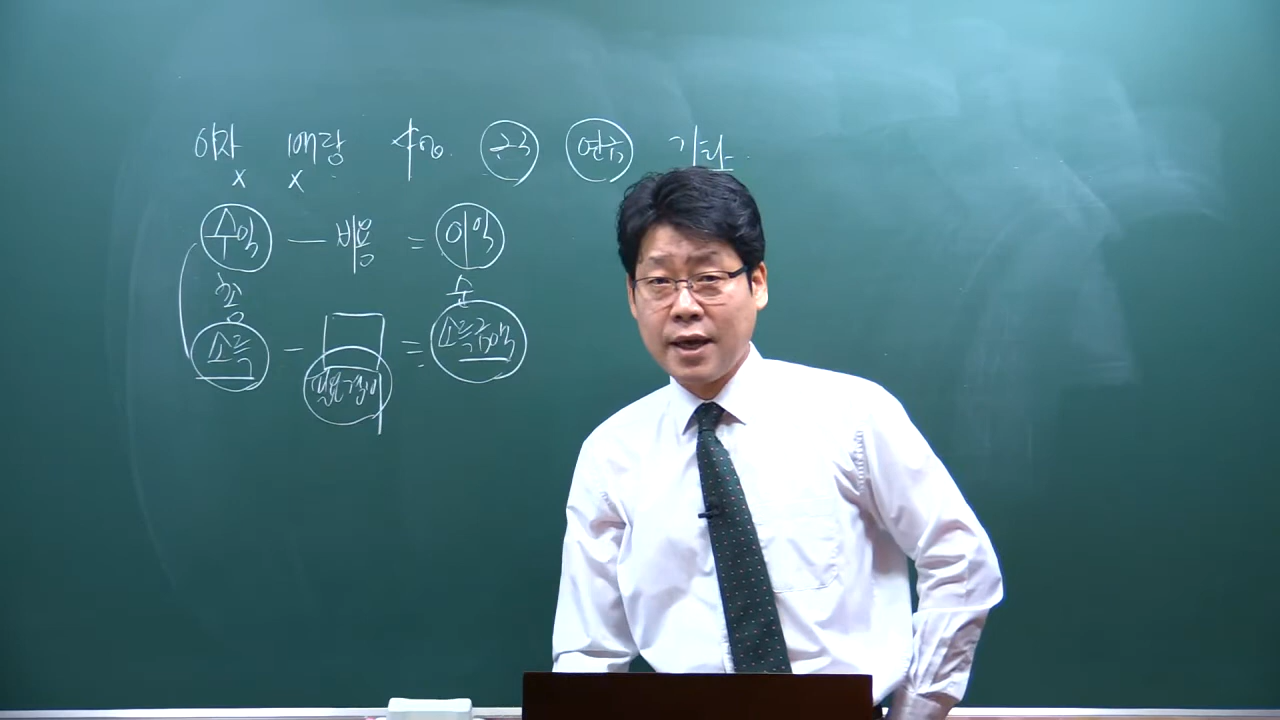 이자 배당 사업 근로 연금 기타
x x
수익 — 비용 = 이익
총 순
소득 - 필요경비 = 소득금액